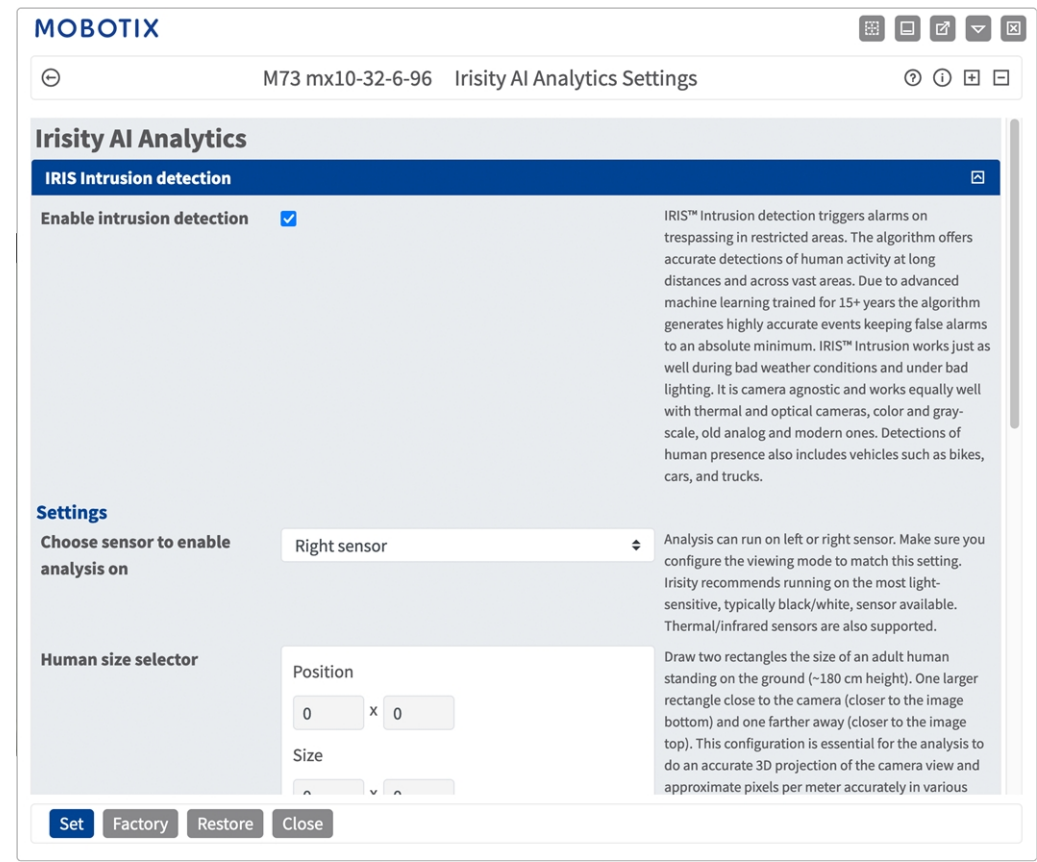 MOBOTIX
M73 mx10-32-6-96 Irisity AI Analytics Settings
Irisity AI Analytics
IRIS Intrusion detection
Enable intrusion detection
IRIS™ Intrusion detection triggers alarms on
trespassing in restricted areas. The algorithm offers
accurate detections of human activity at long
distances and across vast areas. Due to advanced
machine learning trained for 15+ years the algorithm
generates highly accurate events keeping false alarms
to an absolute minimum. IRIS™ Intrusion works just as
well during bad weather conditions and under bad
lighting. It is camera agnostic and works equally well
with thermal and optical cameras, color and gray-
scale, old analog and modern ones. Detections of
human presence also includes vehicles such as bikes,
cars, and trucks.
Settings
Choose sensor to enable
analysis on
Right sensor
Analysis can run on left or right sensor. Make sure you
configure the viewing mode to match this setting.
Irisity recommends running on the most light-
sensitive, typically black/white, sensor available.
Thermal/infrared sensors are also supported.
Human size selector
Position
0 x 0
Size
0 x 0
Draw two rectangles the size of an adult human
standing on the ground (~180 cm height). One larger
rectangle close to the camera (closer to the image
bottom) and one farther away (closer to the image
top). This configuration is essential for the analysis to
do an accurate 3D projection of the camera view and
approximate pixels per meter accurately in various
Set Factory Restore Close